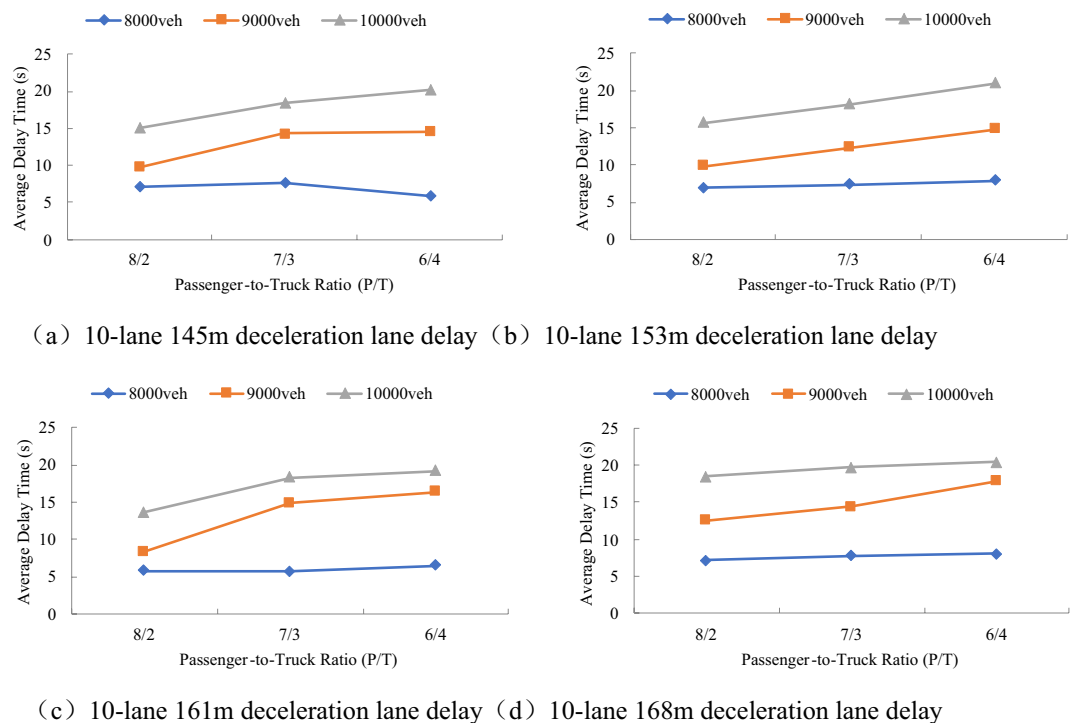 8000veh 9000veh 10000veh
Average Delay Time (s)
25
20
15
10
5
0
8/2 7/3 6/4
Passenger-to-Truck Ratio (P/T)
8000veh 9000veh 10000veh
Average Delay Time (s)
25
20
15
10
5
0
8/2 7/3 6/4
Passenger-to-Truck Ratio (P/T)
（a）10-lane 145m deceleration lane delay（b）10-lane 153m deceleration lane delay
8000veh 9000veh 10000veh
Average Delay Time (s)
25
20
15
10
5
0
8/2 7/3 6/4
Passenger-to-Truck Ratio (P/T)
8000veh 9000veh 10000veh
Average Delay Time (s)
25
20
15
10
5
0
8/2 7/3 6/4
Passenger-to-Truck Ratio (P/T)
（c）10-lane 161m deceleration lane delay（d）10-lane 168m deceleration lane delay